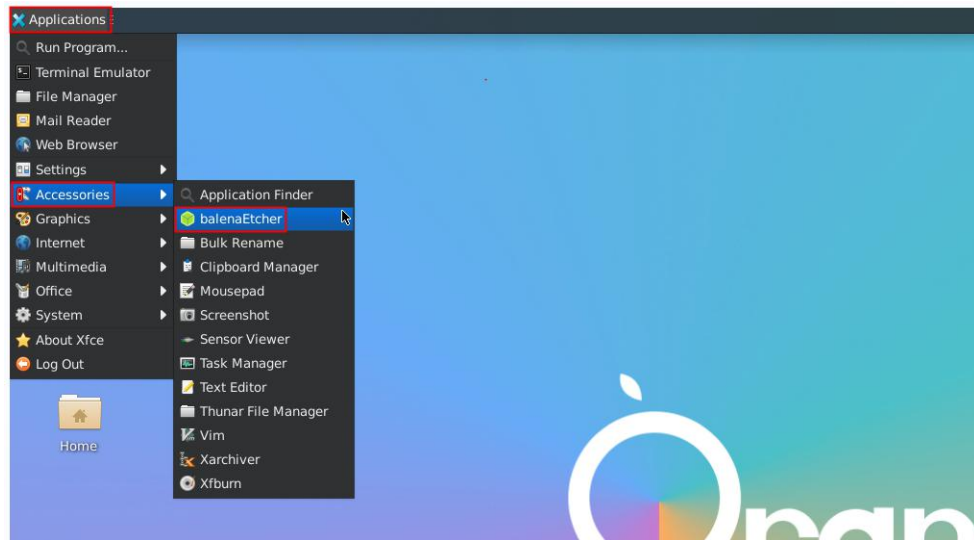 Applications
Run Program...
Terminal Emulator
File Manager
Mail Reader
Web Browser
Settings
Accessories
Graphics
Internet
Multimedia
Office
System
About Xfce
Log Out
Application Finder
balenaEtcher
Bulk Rename
Clipboard Manager
Mousepad
Screenshot
Sensor Viewer
Task Manager
Text Editor
Thunar File Manager
Vim
Xarchiver
Xfburn
Home